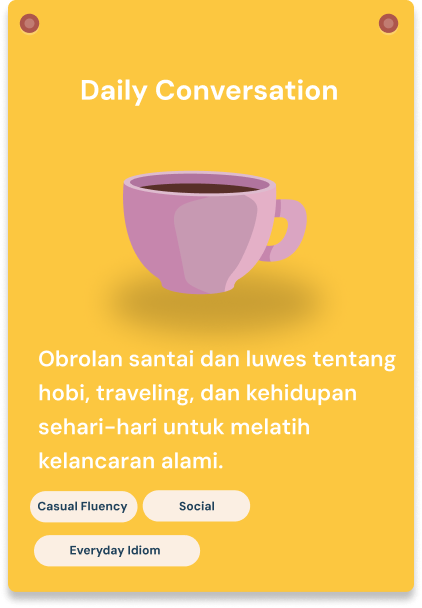 Daily Conversation
Obrolan santai dan luwes tentang
hobi, traveling, dan kehidupan
sehari-hari untuk melatih
kelancaran alami.
Casual Fluency
Social
Everyday Idiom